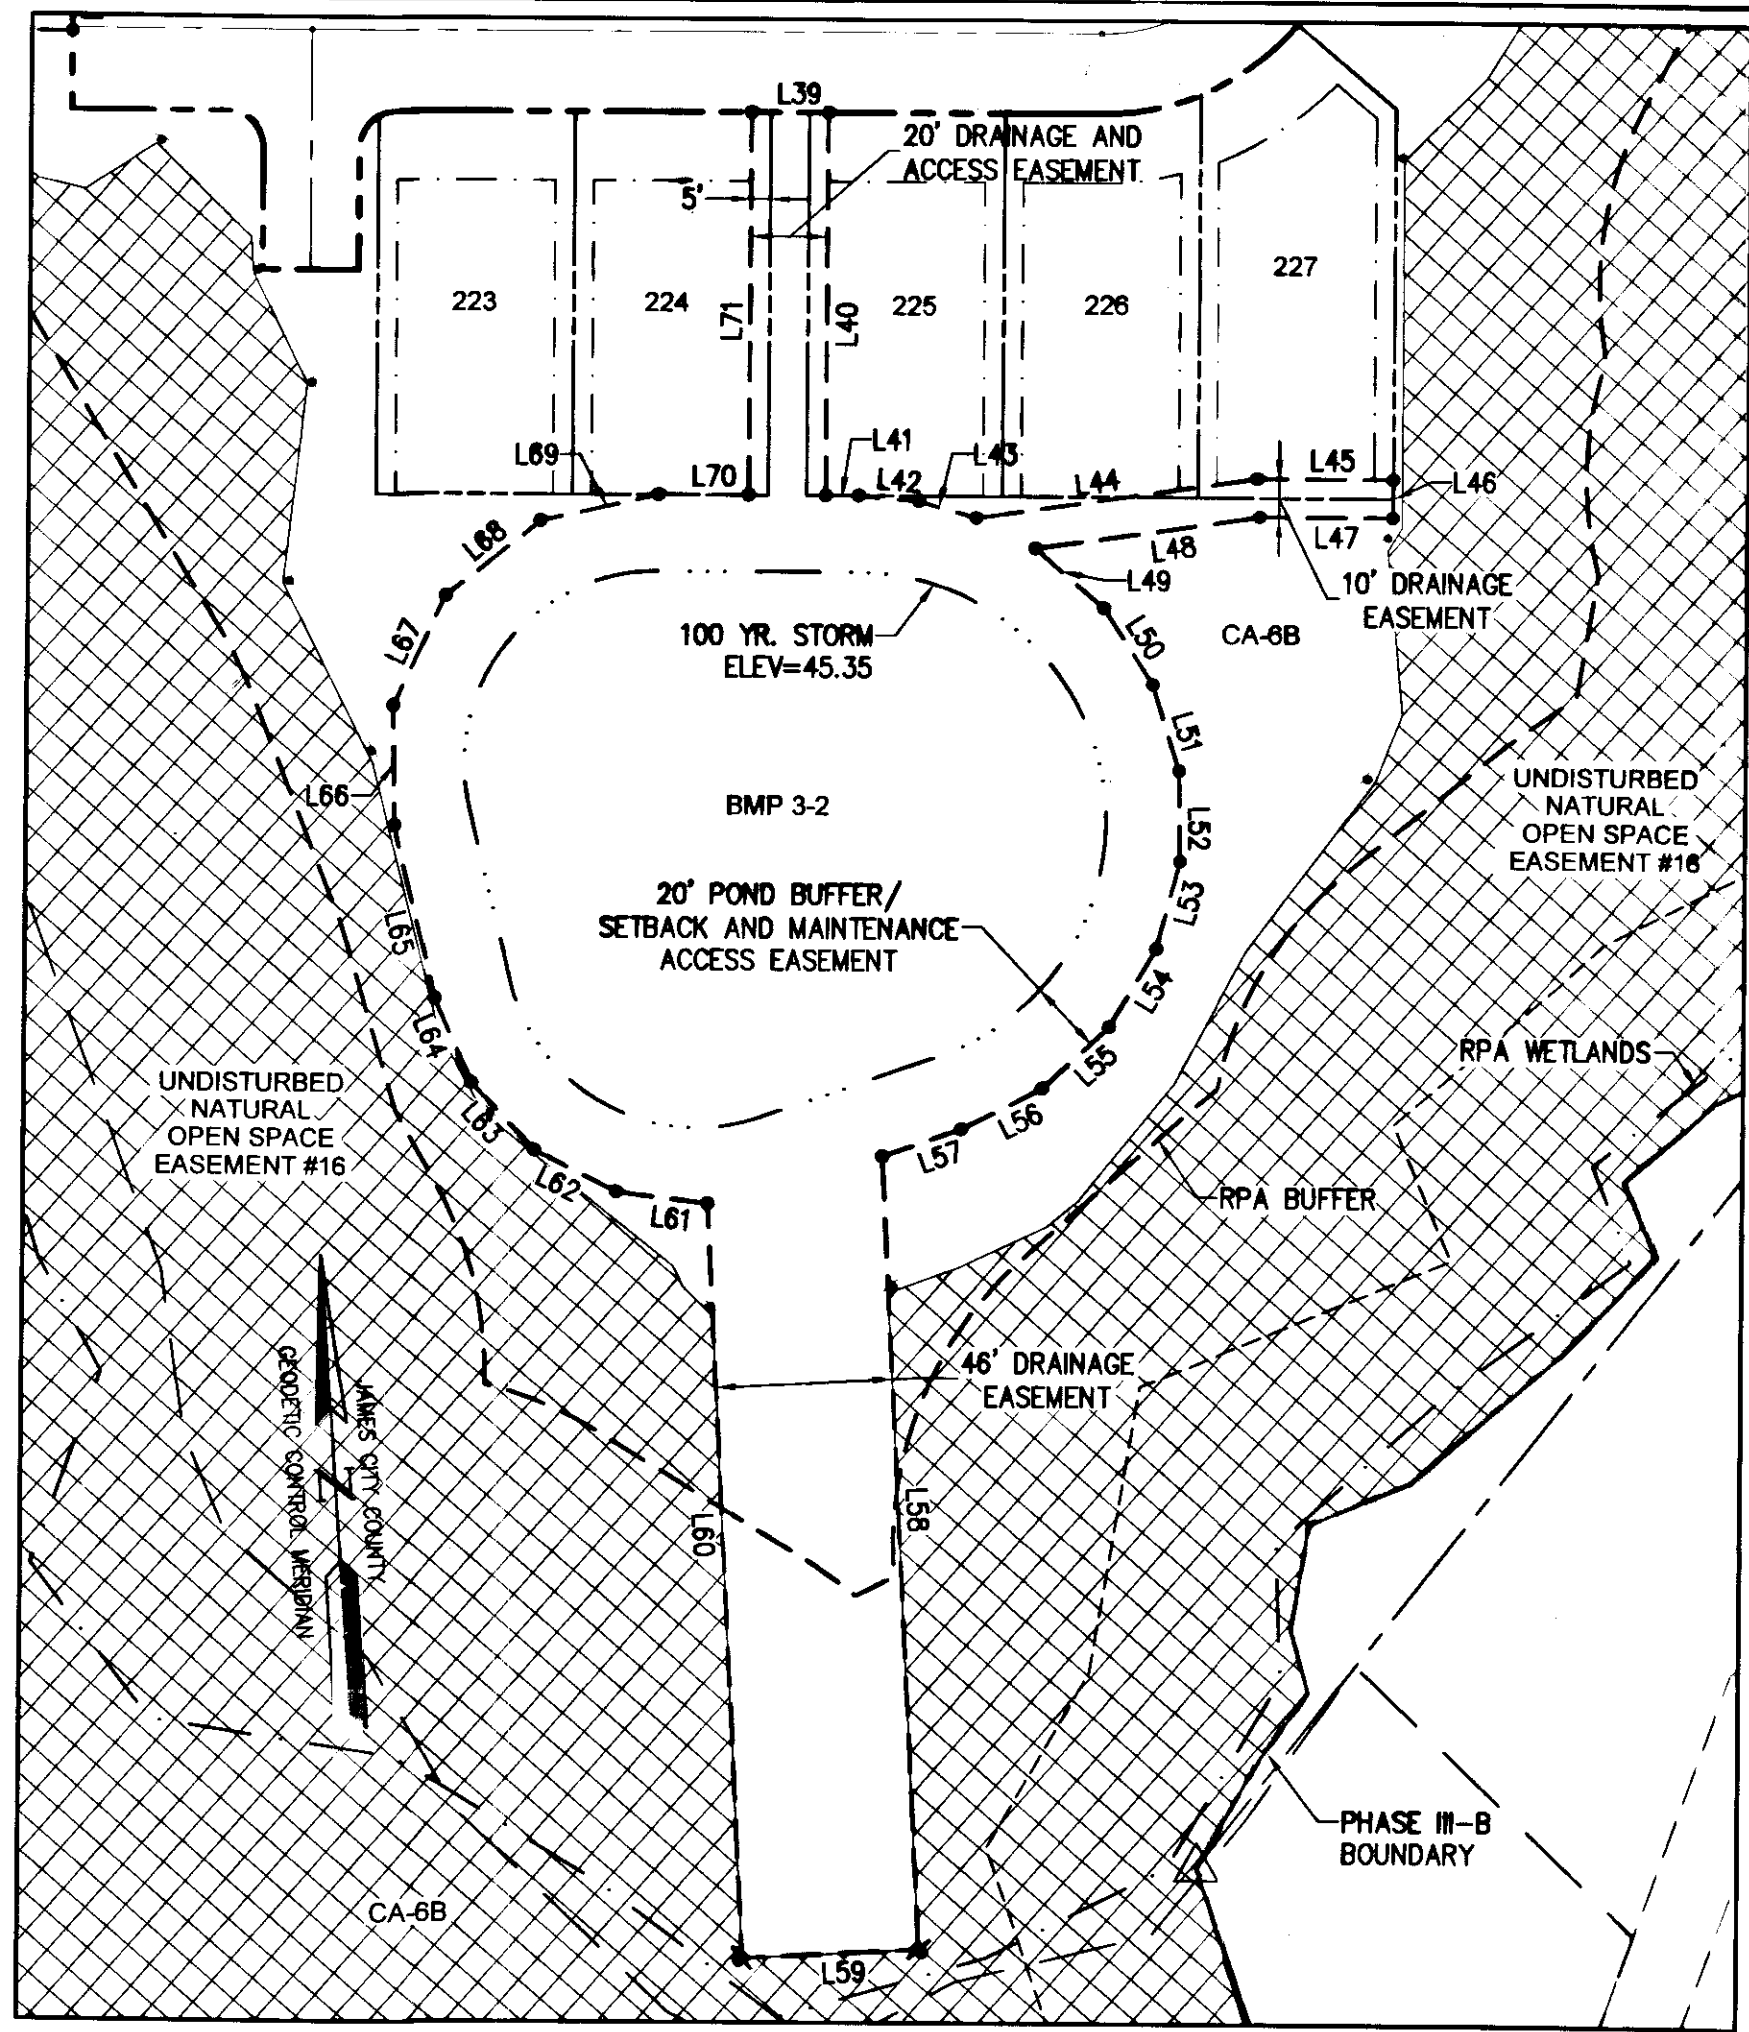 L39
20' DRAINAGE AND
ACCESS EASEMENT
5'
223
224
L71
L40
225
226
227
L69
L70
L41
L42
L43
L44
L45
L46
L68
L48
L47
L49
10' DRAINAGE
EASEMENT
L67
100 YR. STORM
ELEV=45.35
L50
CA-6B
L51
L66
BMP 3-2
L52
UNDISTURBED
NATURAL
OPEN SPACE
EASEMENT #16
20' POND BUFFER/
SETBACK AND MAINTENANCE
ACCESS EASEMENT
L53
L65
L54
L64
L55
RPA WETLANDS
UNDISTURBED
NATURAL
OPEN SPACE
EASEMENT #16
L63
L56
L57
L62
L61
RPA BUFFER
46' DRAINAGE
EASEMENT
JAMES CITY COUNTY
GEODETIC CONTROL MERIDIAN
N
L60
L58
PHASE III-B
BOUNDARY
CA-6B
L59